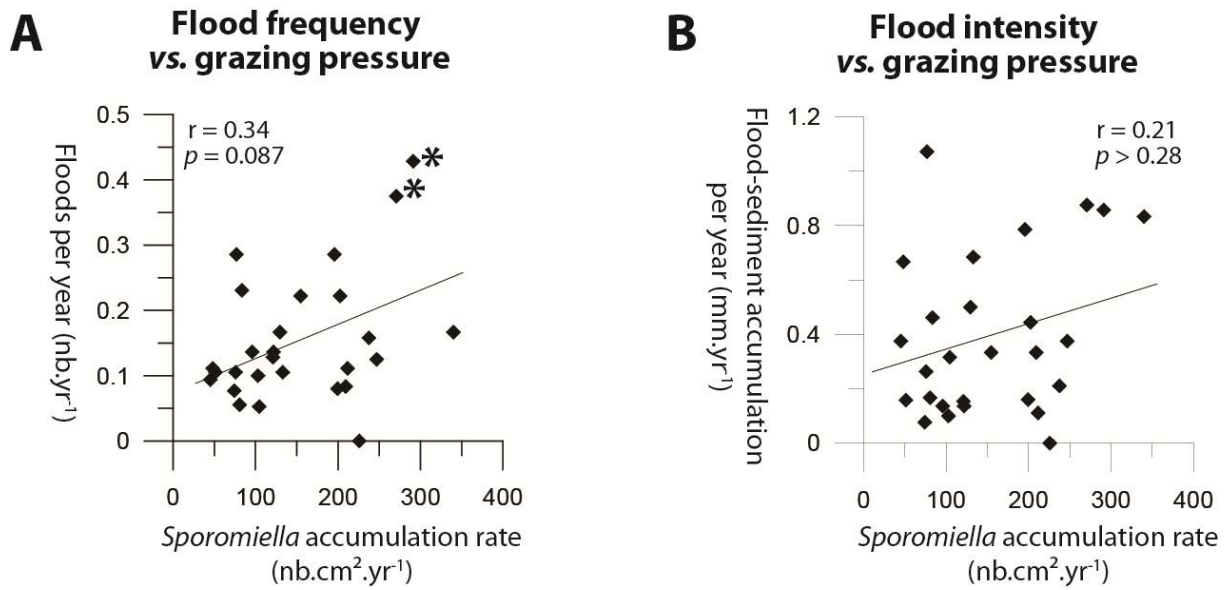 A
Flood frequency
vs. grazing pressure
0.5
0.4
0.3
0.2
0.1
0
r = 0.34
p = 0.087
*
*
Floods per year (nb.yr⁻¹)
0 100 200 300 400
Sporomiella accumulation rate
(nb.cm².yr⁻¹)
B
Flood intensity
vs. grazing pressure
1.2
0.8
0.4
0
r = 0.21
p > 0.28
Flood-sediment accumulation
per year (mm.yr⁻¹)
0 100 200 300 400
Sporomiella accumulation rate
(nb.cm².yr⁻¹)